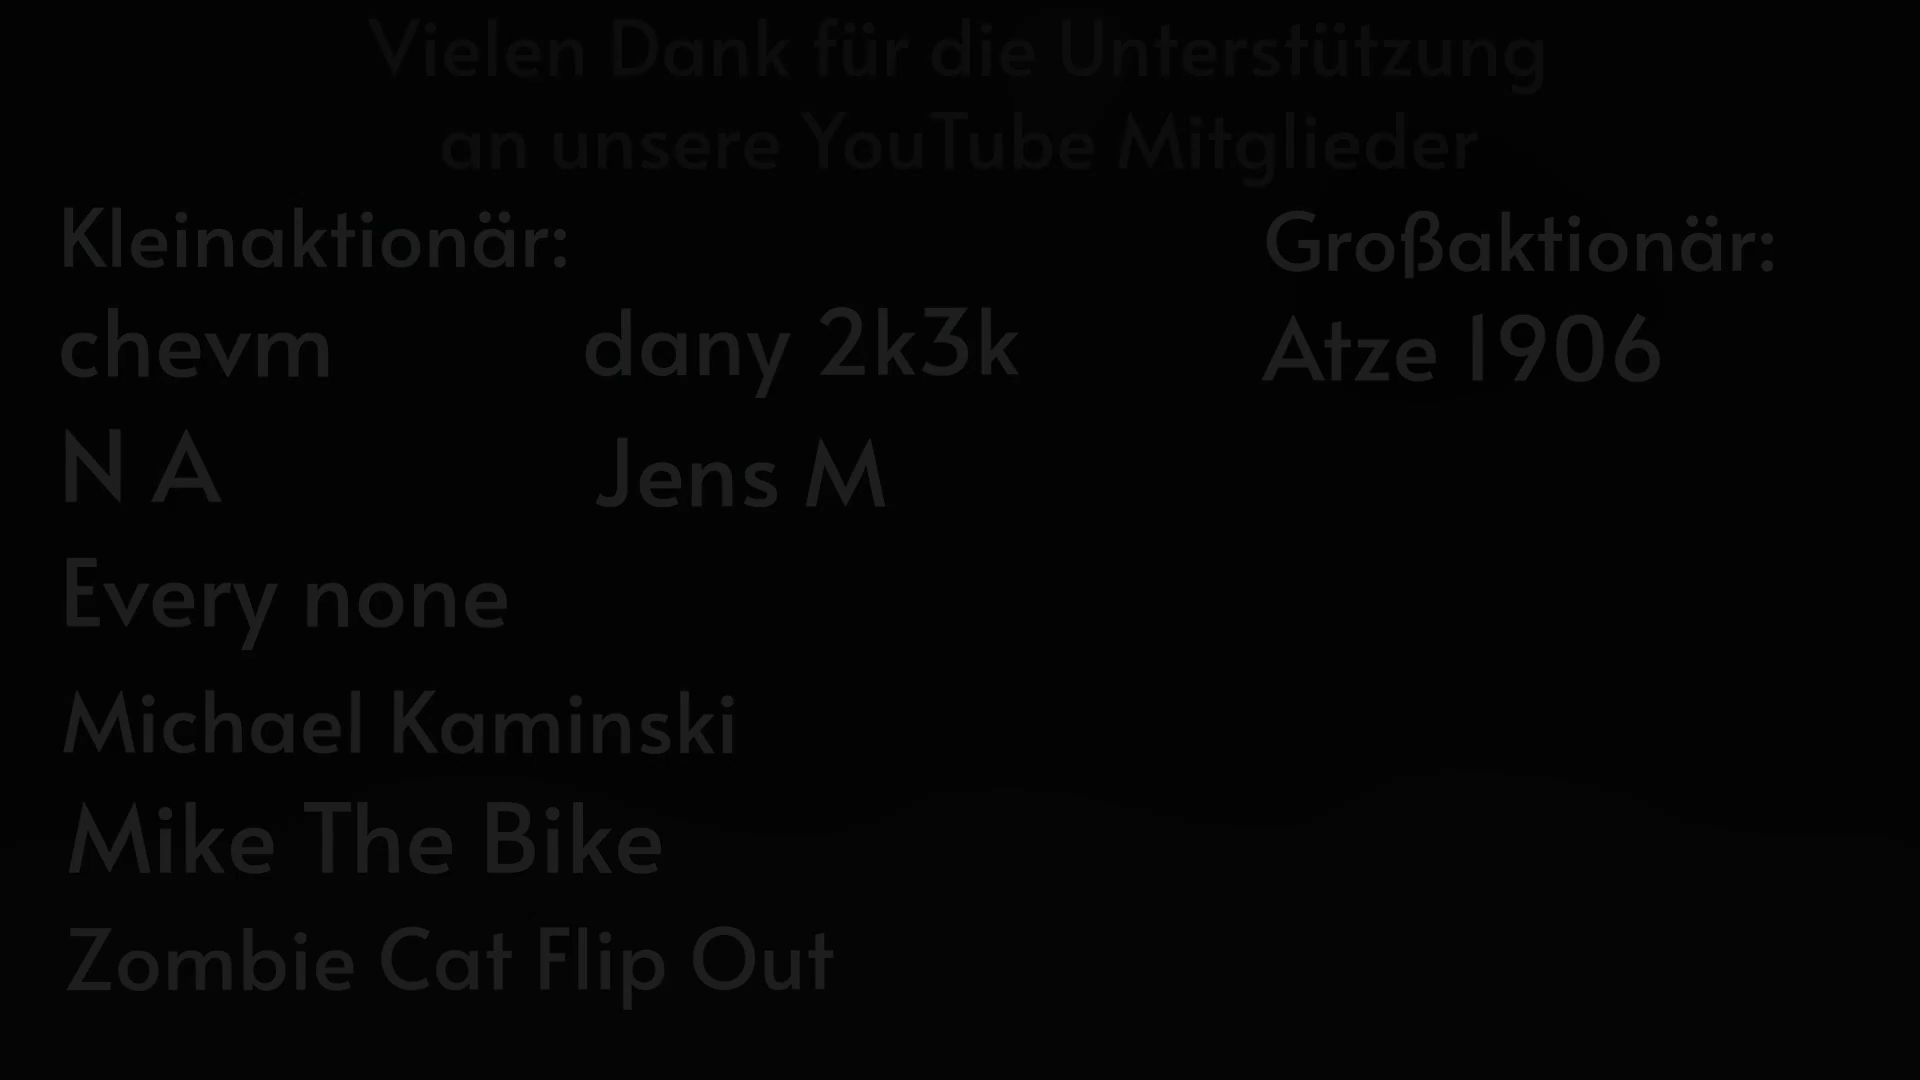 Vielen Dank für die Unterstützung
an unsere YouTube Mitglieder
Kleinaktionär:
chevm
dany 2k3k
N A
Jens M
Every none
Michael Kaminski
Mike The Bike
Zombie Cat Flip Out
Großaktionär:
Atze 1906